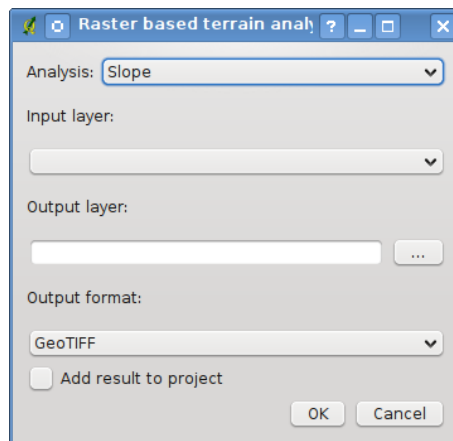 Raster based terrain analy
Analysis: Slope
Input layer:
Output layer:
...
Output format:
GeoTIFF
Add result to project
OK Cancel